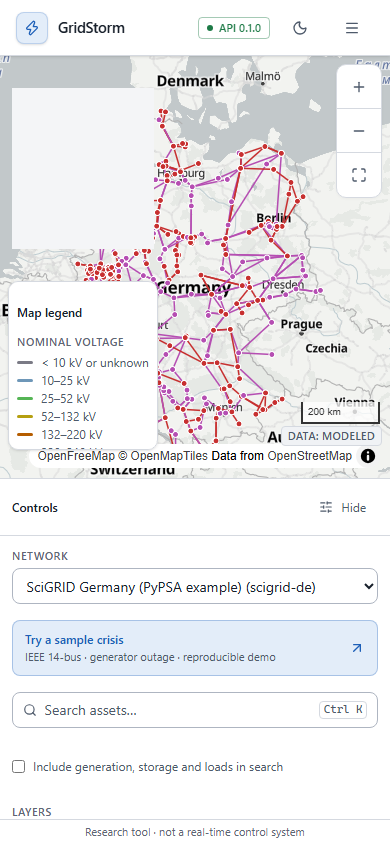 GridStorm
API 0.1.0
Denmark
Malmö
Berlin
Germany
Dresden
Prague
Czechia
Vienna
200 km
Map legend
NOMINAL VOLTAGE
< 10 kV or unknown
10–25 kV
25–52 kV
52–132 kV
132–220 kV
DATA: MODELED
OpenFreeMap © OpenMapTiles Data from OpenStreetMap
Switzerland
Controls
Hide
NETWORK
SciGRID Germany (PyPSA example) (scigrid-de)
Try a sample crisis
IEEE 14-bus · generator outage · reproducible demo
Search assets...
Ctrl K
Include generation, storage and loads in search
LAYERS
Research tool · not a real-time control system